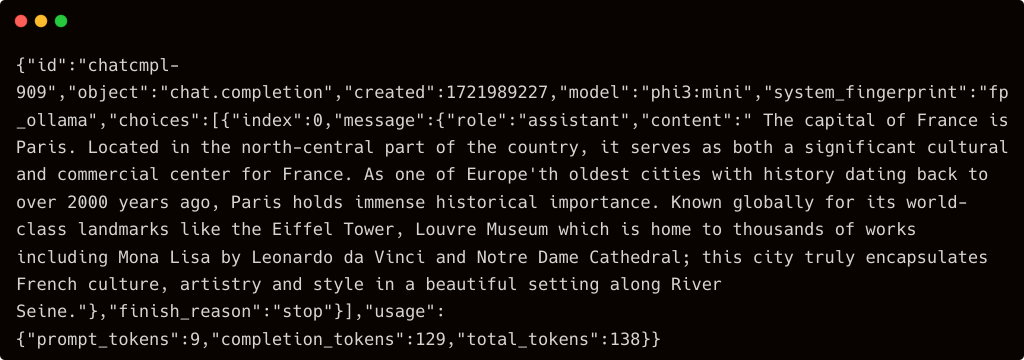 {"id":"chatcmpl-
909","object":"chat.completion","created":1721989227,"model":"phi3:mini","system_fingerprint":"fp
_ollama","choices":[{"index":0,"message":{"role":"assistant","content":" The capital of France is
Paris. Located in the north-central part of the country, it serves as both a significant cultural
and commercial center for France. As one of Europe'th oldest cities with history dating back to
over 2000 years ago, Paris holds immense historical importance. Known globally for its world-
class landmarks like the Eiffel Tower, Louvre Museum which is home to thousands of works
including Mona Lisa by Leonardo da Vinci and Notre Dame Cathedral; this city truly encapsulates
French culture, artistry and style in a beautiful setting along River
Seine."},"finish_reason":"stop"}],"usage":
{"prompt_tokens":9,"completion_tokens":129,"total_tokens":138}}